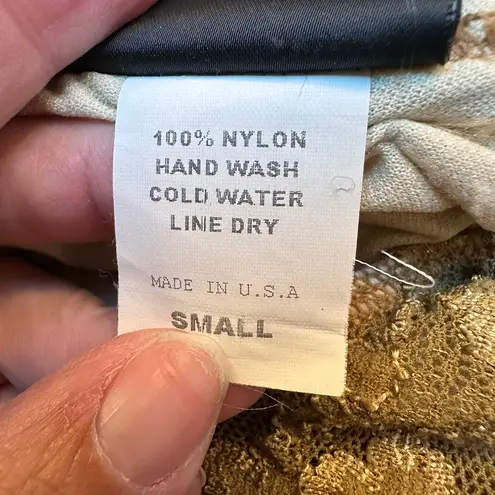 100% NYLON
HAND WASH
COLD WATER
LINE DRY
MADE IN U.S.A
SMALL